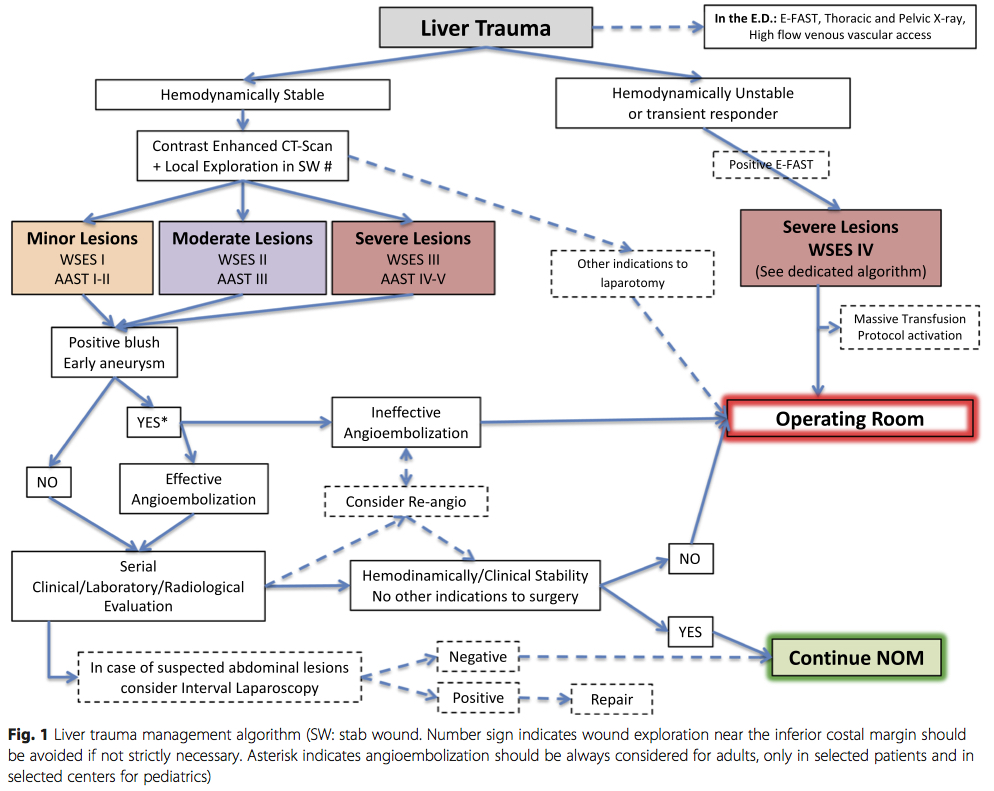 Liver Trauma
In the E.D.: E-FAST, Thoracic and Pelvic X-ray,
High flow venous vascular access
Hemodynamically Stable
Hemodynamically Unstable
or transient responder
Contrast Enhanced CT-Scan
+ Local Exploration in SW #
Positive E-FAST
Minor Lesions
WSES I
AAST I-II
Moderate Lesions
WSES II
AAST III
Severe Lesions
WSES III
AAST IV-V
Severe Lesions
WSES IV
(See dedicated algorithm)
Other indications to
laparotomy
Massive Transfusion
Protocol activation
Positive blush
Early aneurysm
YES*
Ineffective
Angioembolization
Operating Room
NO
Effective
Angioembolization
Consider Re-angio
Serial
Clinical/Laboratory/Radiological
Evaluation
Hemodinamically/Clinical Stability
No other indications to surgery
NO
YES
Continue NOM
In case of suspected abdominal lesions
consider Interval Laparoscopy
Negative
Positive
Repair
Fig. 1 Liver trauma management algorithm (SW: stab wound. Number sign indicates wound exploration near the inferior costal margin should
be avoided if not strictly necessary. Asterisk indicates angioembolization should be always considered for adults, only in selected patients and in
selected centers for pediatrics)